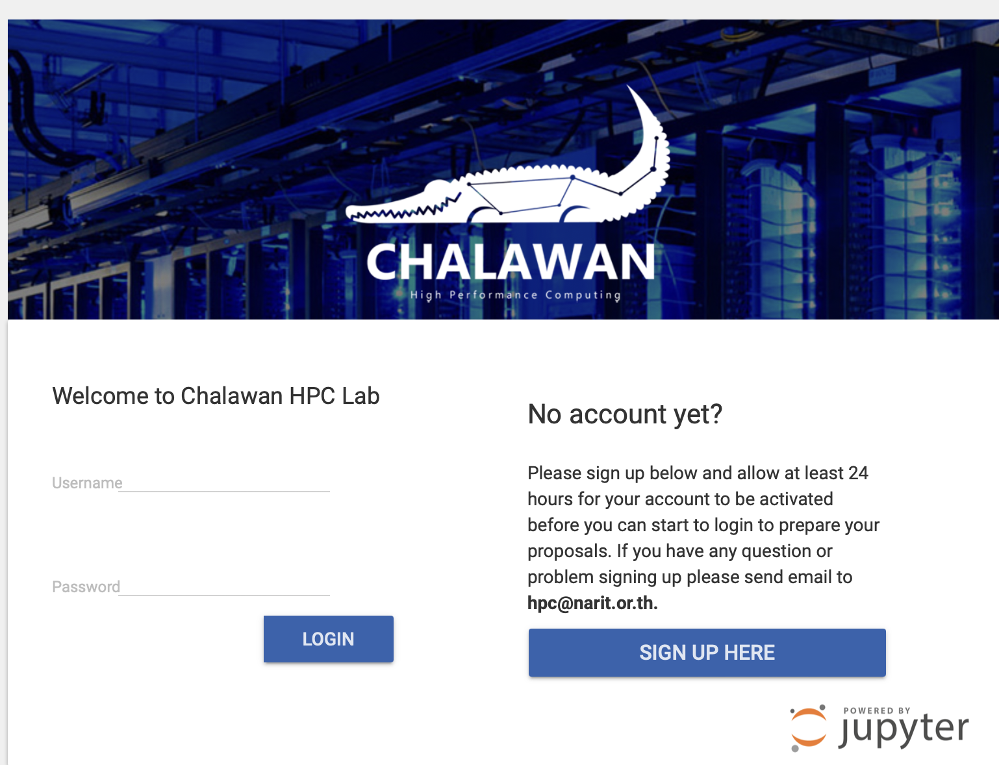 CHALAWAN
High Performance Computing
Welcome to Chalawan HPC Lab
Username
Password
LOGIN
No account yet?
Please sign up below and allow at least 24
hours for your account to be activated
before you can start to login to prepare your
proposals. If you have any question or
problem signing up please send email to
hpc@narit.or.th.
SIGN UP HERE
POWERED BY
jupyter